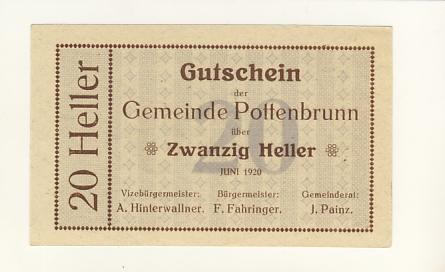 20 Heller
Gutschein
der
Gemeinde Pottenbrunn
über
20
Zwanzig Heller
JUNI 1920
Vizebürgermeister: Bürgermeister: Gemeinderat:
A. Hinterwallner. F. Fahringer. J. Painz.